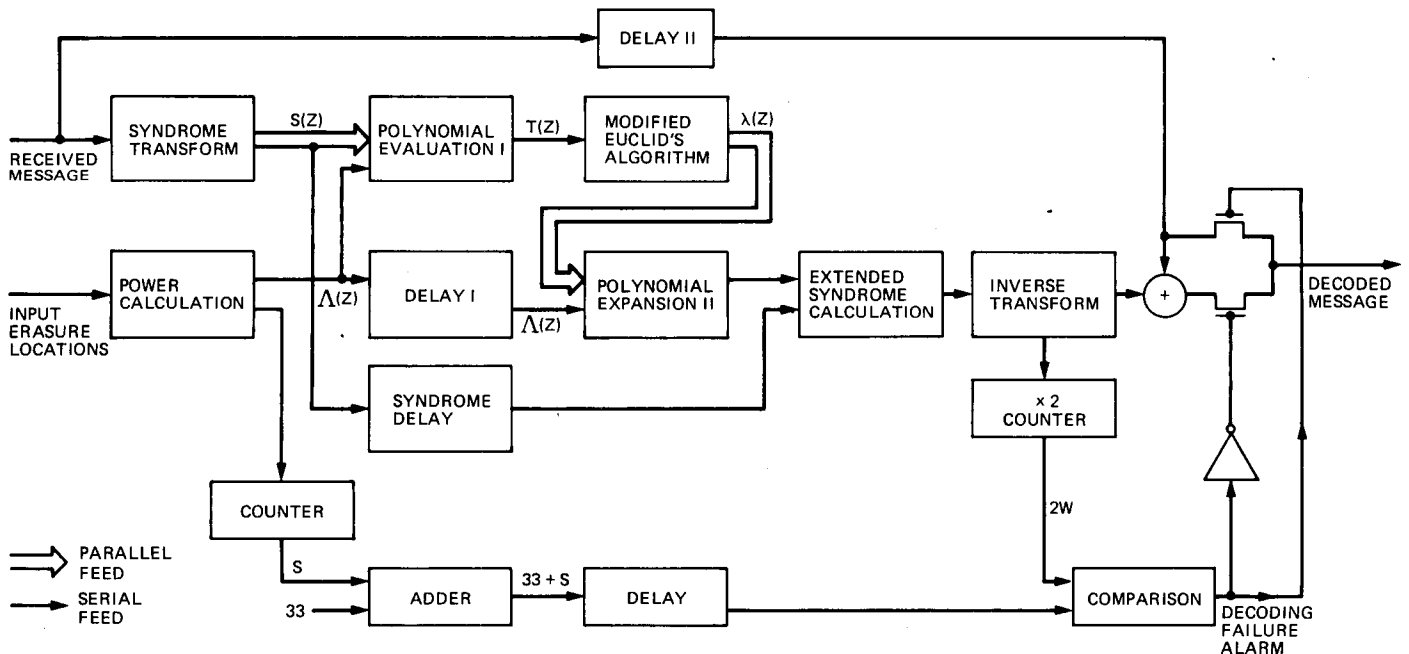 DELAY II
RECEIVED
MESSAGE
SYNDROME
TRANSFORM
S(Z)
POLYNOMIAL
EVALUATION I
T(Z)
MODIFIED
EUCLID'S
ALGORITHM
λ(Z)
INPUT
ERASURE
LOCATIONS
POWER
CALCULATION
Λ(Z)
DELAY I
Λ(Z)
POLYNOMIAL
EXPANSION II
EXTENDED
SYNDROME
CALCULATION
INVERSE
TRANSFORM
+
DECODED
MESSAGE
SYNDROME
DELAY
× 2
COUNTER
COUNTER
2W
PARALLEL
FEED
SERIAL
FEED
S
33
ADDER
33 + S
DELAY
COMPARISON
DECODING
FAILURE
ALARM